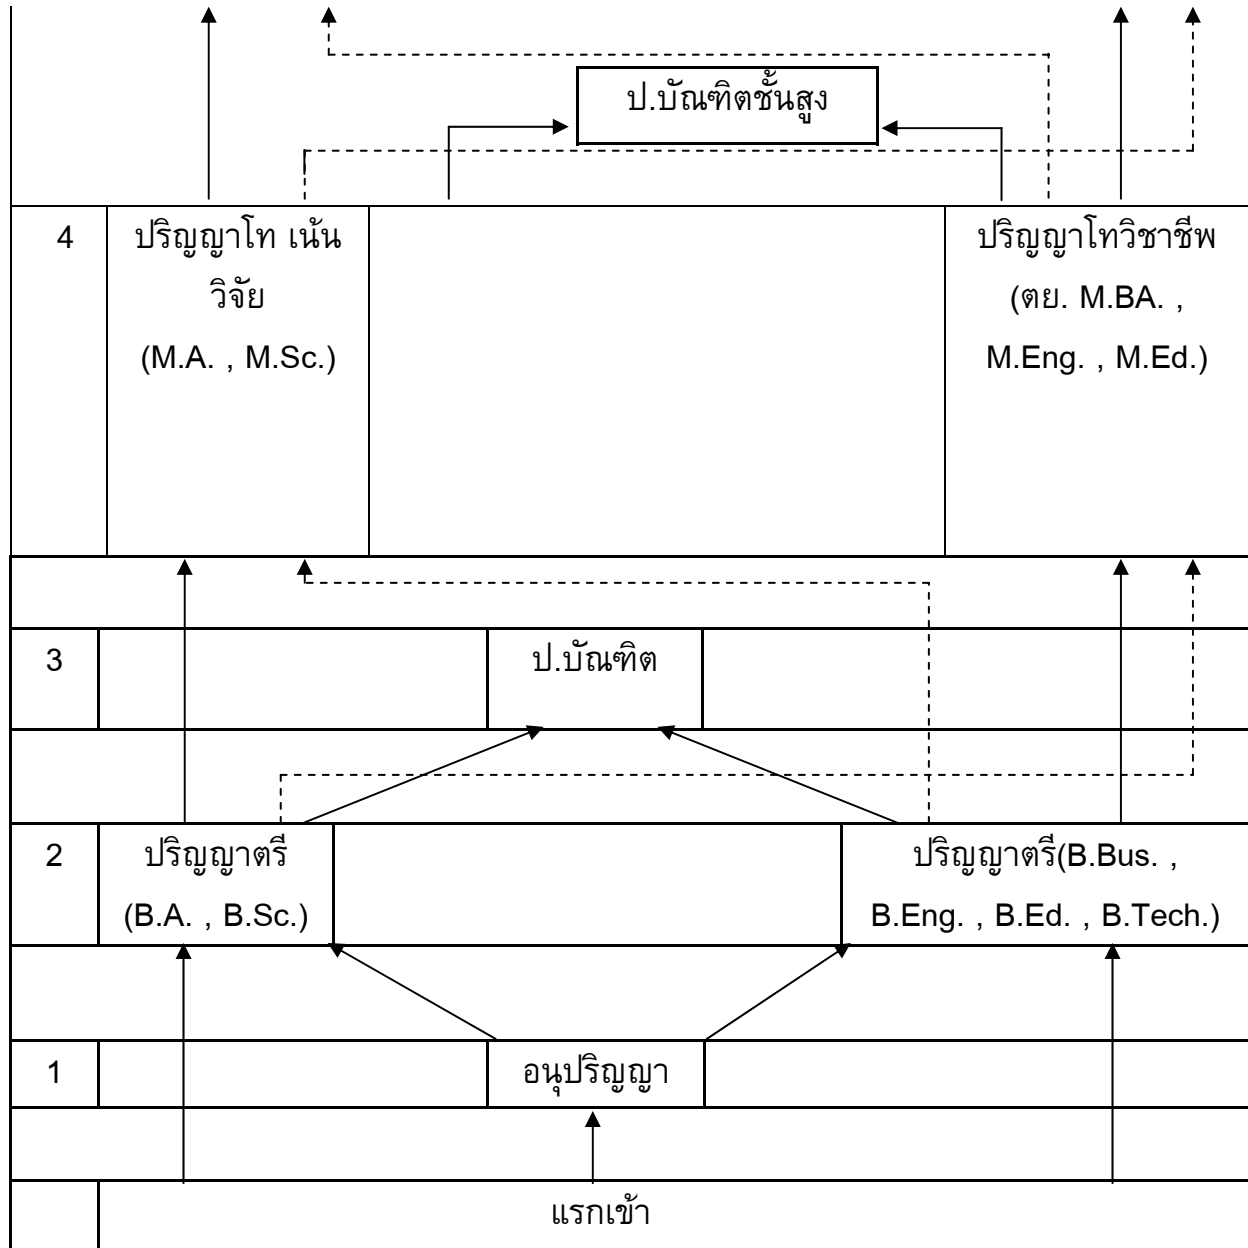 ป.บัณฑิตชั้นสูง
4
ปริญญาโท เน้น
วิจัย
(M.A. , M.Sc.)
ปริญญาโทวิชาชีพ
(ตย. M.BA. ,
M.Eng. , M.Ed.)
3
ป.บัณฑิต
2
ปริญญาตรี
(B.A. , B.Sc.)
ปริญญาตรี(B.Bus. ,
B.Eng. , B.Ed. , B.Tech.)
1
อนุปริญญา
แรกเข้า